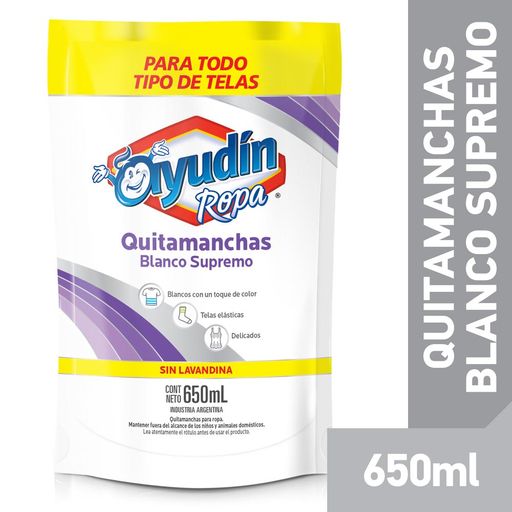 PARA TODO
TIPO DE TELAS
Ayudín
Ropa ®
Quitamanchas
Blanco Supremo
Blancos con un toque de color
Telas elásticas
Delicados
SIN LAVANDINA
CONT
NETO 650mL
INDUSTRIA ARGENTINA
Quitamanchas para ropa.
Mantener fuera del alcance de los niños y animales domésticos.
Lea atentamente el rótulo antes de usar el producto.
QUITAMANCHAS
BLANCO SUPREMO
650ml